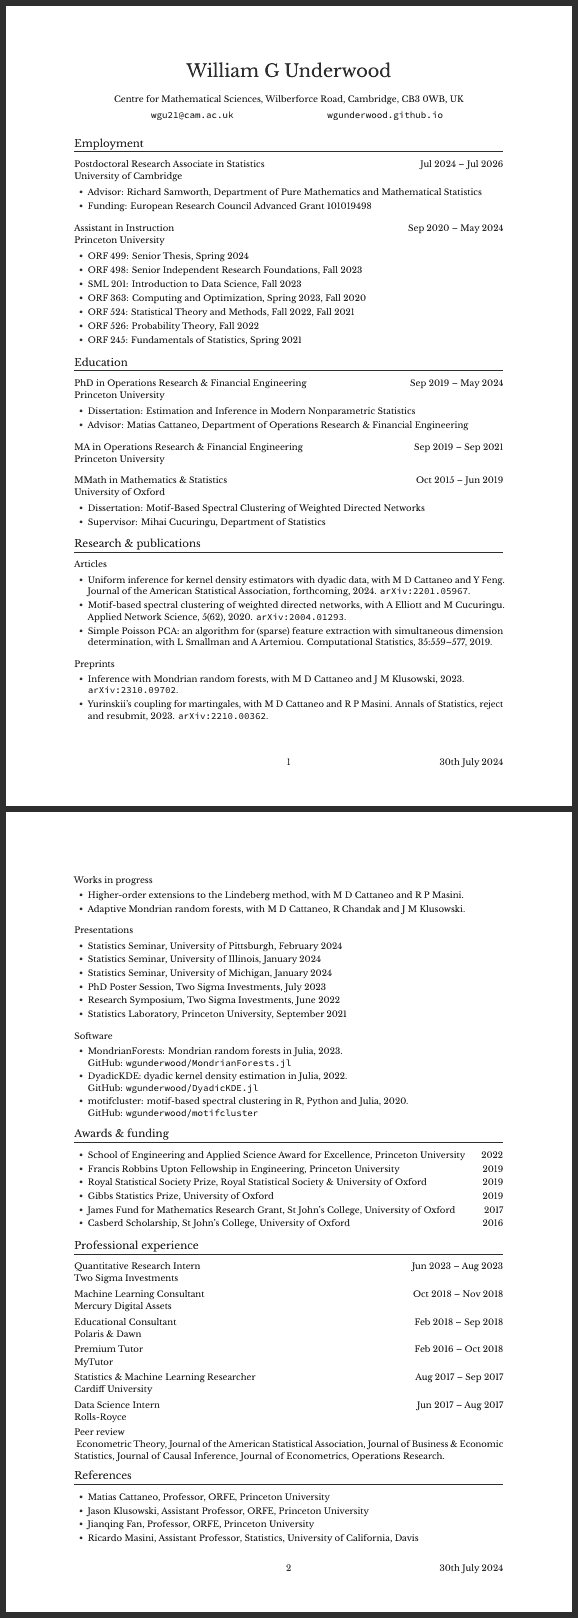 William G Underwood
Centre for Mathematical Sciences, Wilberforce Road, Cambridge, CB3 0WB, UK
wgu21@cam.ac.uk wgunderwood.github.io
Employment
Postdoctoral Research Associate in Statistics Jul 2024 – Jul 2026
University of Cambridge
• Advisor: Richard Samworth, Department of Pure Mathematics and Mathematical Statistics
• Funding: European Research Council Advanced Grant 101019498
Assistant in Instruction Sep 2020 – May 2024
Princeton University
• ORF 499: Senior Thesis, Spring 2024
• ORF 498: Senior Independent Research Foundations, Fall 2023
• SML 201: Introduction to Data Science, Fall 2023
• ORF 363: Computing and Optimization, Spring 2023, Fall 2020
• ORF 524: Statistical Theory and Methods, Fall 2022, Fall 2021
• ORF 526: Probability Theory, Fall 2022
• ORF 245: Fundamentals of Statistics, Spring 2021
Education
PhD in Operations Research & Financial Engineering Sep 2019 – May 2024
Princeton University
• Dissertation: Estimation and Inference in Modern Nonparametric Statistics
• Advisor: Matias Cattaneo, Department of Operations Research & Financial Engineering
MA in Operations Research & Financial Engineering Sep 2019 – Sep 2021
Princeton University
MMath in Mathematics & Statistics Oct 2015 – Jun 2019
University of Oxford
• Dissertation: Motif-Based Spectral Clustering of Weighted Directed Networks
• Supervisor: Mihai Cucuringu, Department of Statistics
Research & publications
Articles
• Uniform inference for kernel density estimators with dyadic data, with M D Cattaneo and Y Feng.
Journal of the American Statistical Association, forthcoming, 2024. arXiv:2201.05967.
• Motif-based spectral clustering of weighted directed networks, with A Elliott and M Cucuringu.
Applied Network Science, 5(62), 2020. arXiv:2004.01293.
• Simple Poisson PCA: an algorithm for (sparse) feature extraction with simultaneous dimension
determination, with L Smallman and A Artemiou. Computational Statistics, 35:559–577, 2019.
Preprints
• Inference with Mondrian random forests, with M D Cattaneo and J M Klusowski, 2023.
arXiv:2310.09702.
• Yurinskii's coupling for martingales, with M D Cattaneo and R P Masini. Annals of Statistics, reject
and resubmit, 2023. arXiv:2210.00362.
1 30th July 2024
Works in progress
• Higher-order extensions to the Lindeberg method, with M D Cattaneo and R P Masini.
• Adaptive Mondrian random forests, with M D Cattaneo, R Chandak and J M Klusowski.
Presentations
• Statistics Seminar, University of Pittsburgh, February 2024
• Statistics Seminar, University of Illinois, January 2024
• Statistics Seminar, University of Michigan, January 2024
• PhD Poster Session, Two Sigma Investments, July 2023
• Research Symposium, Two Sigma Investments, June 2022
• Statistics Laboratory, Princeton University, September 2021
Software
• MondrianForests: Mondrian random forests in Julia, 2023.
GitHub: wgunderwood/MondrianForests.jl
• DyadicKDE: dyadic kernel density estimation in Julia, 2022.
GitHub: wgunderwood/DyadicKDE.jl
• motifcluster: motif-based spectral clustering in R, Python and Julia, 2020.
GitHub: wgunderwood/motifcluster
Awards & funding
• School of Engineering and Applied Science Award for Excellence, Princeton University 2022
• Francis Robbins Upton Fellowship in Engineering, Princeton University 2019
• Royal Statistical Society Prize, Royal Statistical Society & University of Oxford 2019
• Gibbs Statistics Prize, University of Oxford 2019
• James Fund for Mathematics Research Grant, St John's College, University of Oxford 2017
• Casberd Scholarship, St John's College, University of Oxford 2016
Professional experience
Quantitative Research Intern Jun 2023 – Aug 2023
Two Sigma Investments
Machine Learning Consultant Oct 2018 – Nov 2018
Mercury Digital Assets
Educational Consultant Feb 2018 – Sep 2018
Polaris & Dawn
Premium Tutor Feb 2016 – Oct 2018
MyTutor
Statistics & Machine Learning Researcher Aug 2017 – Sep 2017
Cardiff University
Data Science Intern Jun 2017 – Aug 2017
Rolls-Royce
Peer review
Econometric Theory, Journal of the American Statistical Association, Journal of Business & Economic
Statistics, Journal of Causal Inference, Journal of Econometrics, Operations Research.
References
• Matias Cattaneo, Professor, ORFE, Princeton University
• Jason Klusowski, Assistant Professor, ORFE, Princeton University
• Jianqing Fan, Professor, ORFE, Princeton University
• Ricardo Masini, Assistant Professor, Statistics, University of California, Davis
2 30th July 2024